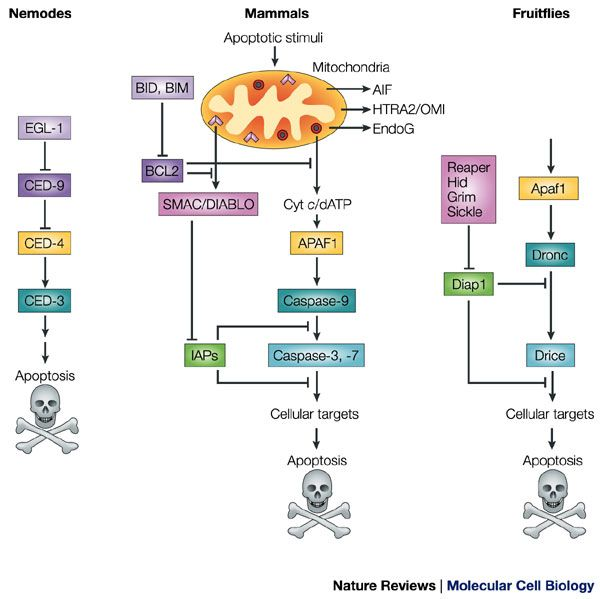 Nemodes
EGL-1
CED-9
CED-4
CED-3
Apoptosis
Mammals
Apoptotic stimuli
Mitochondria
BID, BIM
AIF
HTRA2/OMI
EndoG
BCL2
SMAC/DIABLO
Cyt c/dATP
APAF1
Caspase-9
IAPs
Caspase-3, -7
Cellular targets
Apoptosis
Fruitflies
Reaper
Hid
Grim
Sickle
Apaf1
Dronc
Diap1
Drice
Cellular targets
Apoptosis
Nature Reviews | Molecular Cell Biology